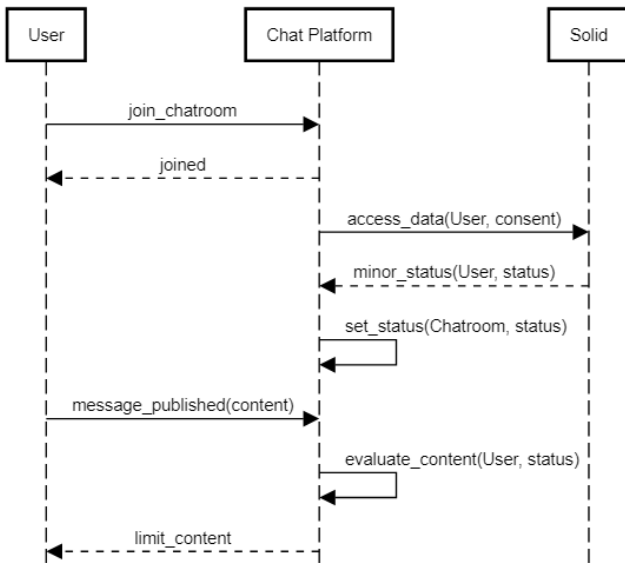 User
Chat Platform
Solid
join_chatroom
joined
access_data(User, consent)
minor_status(User, status)
set_status(Chatroom, status)
message_published(content)
evaluate_content(User, status)
limit_content